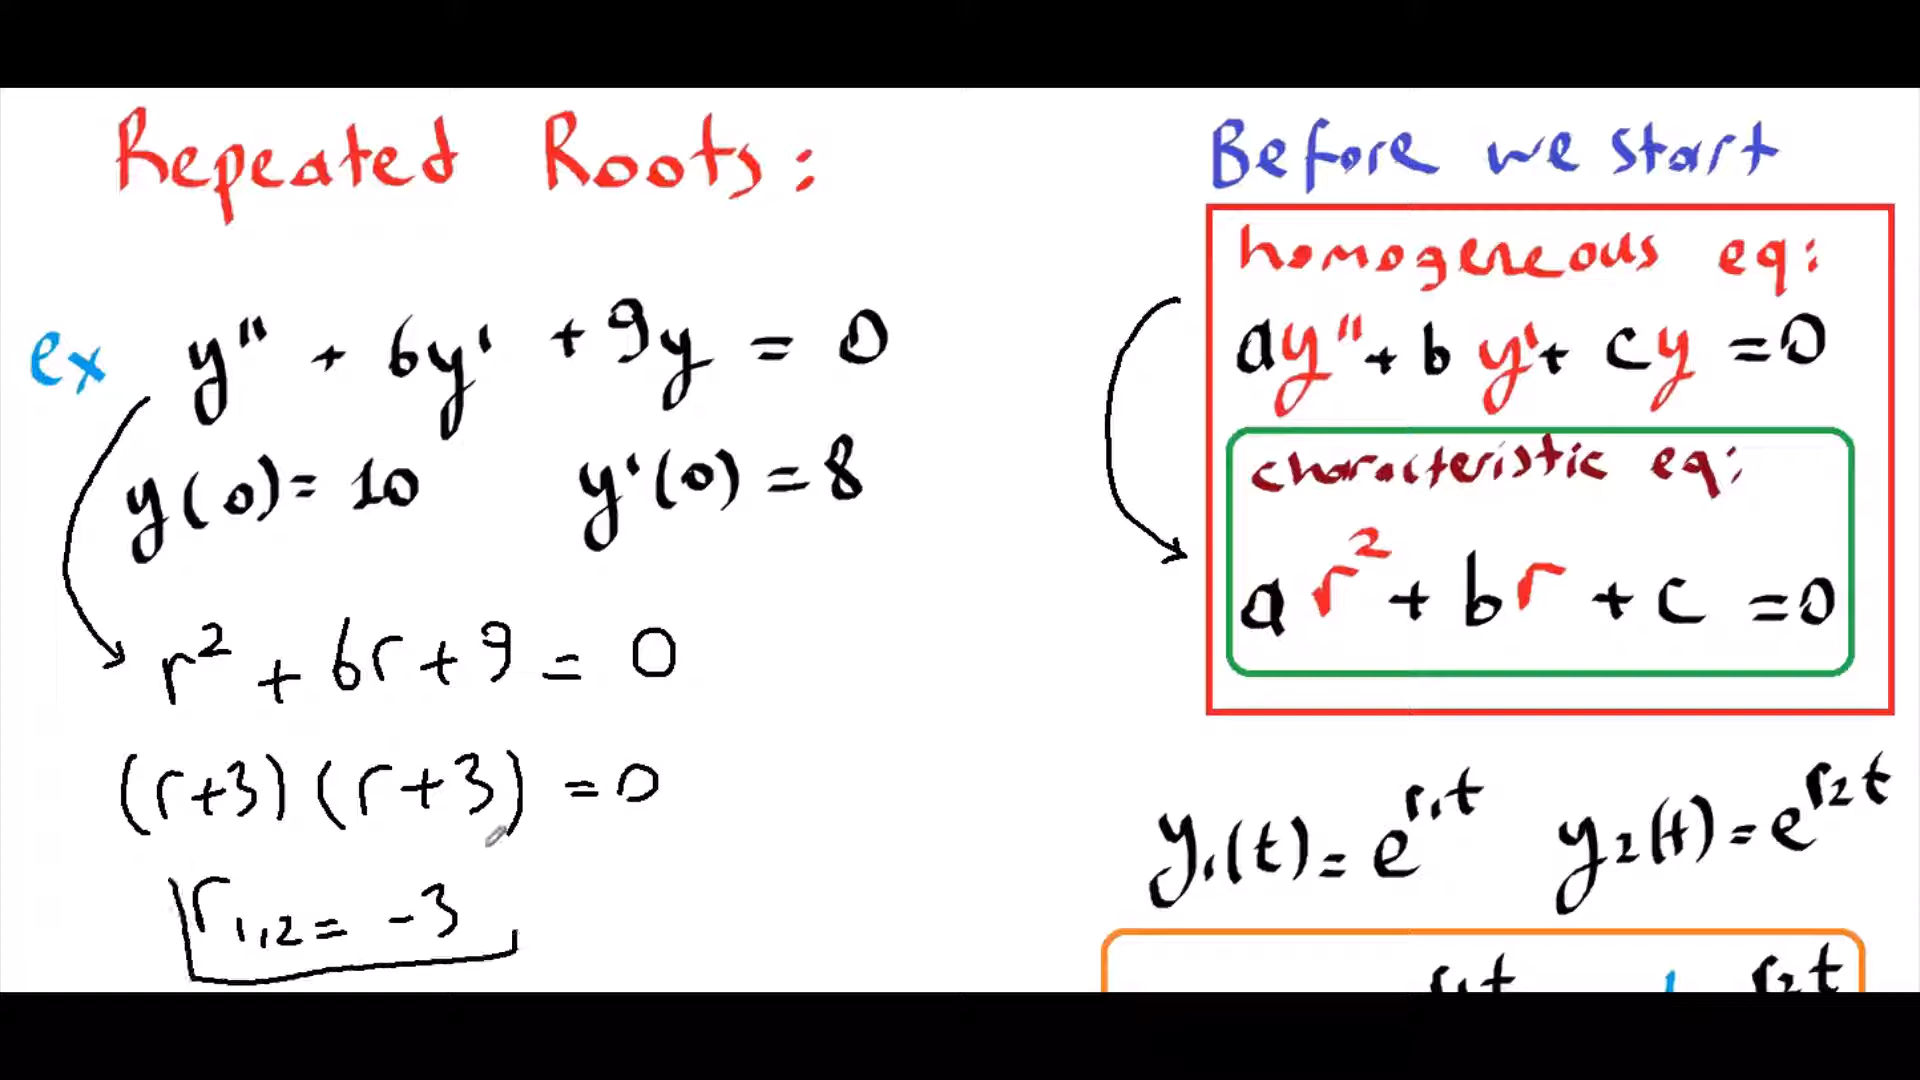 Repeated Roots:
ex y" + 6y' + 9y = 0
y(0) = 10 y'(0) = 8
r² + 6r + 9 = 0
(r+3)(r+3) = 0
r₁,₂ = -3
Before we start
homogeneous eq:
ay" + by' + cy = 0
characteristic eq:
ar² + br + c = 0
y₁(t) = e^r₁t y₂(t) = e^r₂t
r₁t r₂t